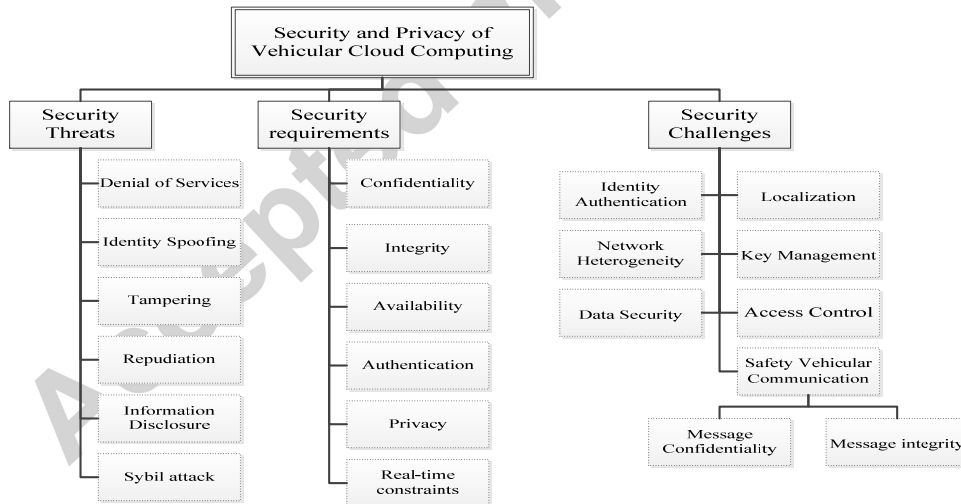 Security and Privacy of
Vehicular Cloud Computing
Security
Threats
Denial of Services
Identity Spoofing
Tampering
Repudiation
Information
Disclosure
Sybil attack
Security
requirements
Confidentiality
Integrity
Availability
Authentication
Privacy
Real-time
constraints
Security
Challenges
Identity
Authentication
Localization
Network
Heterogeneity
Key Management
Data Security
Access Control
Safety Vehicular
Communication
Message
Confidentiality
Message integrity
Accepted